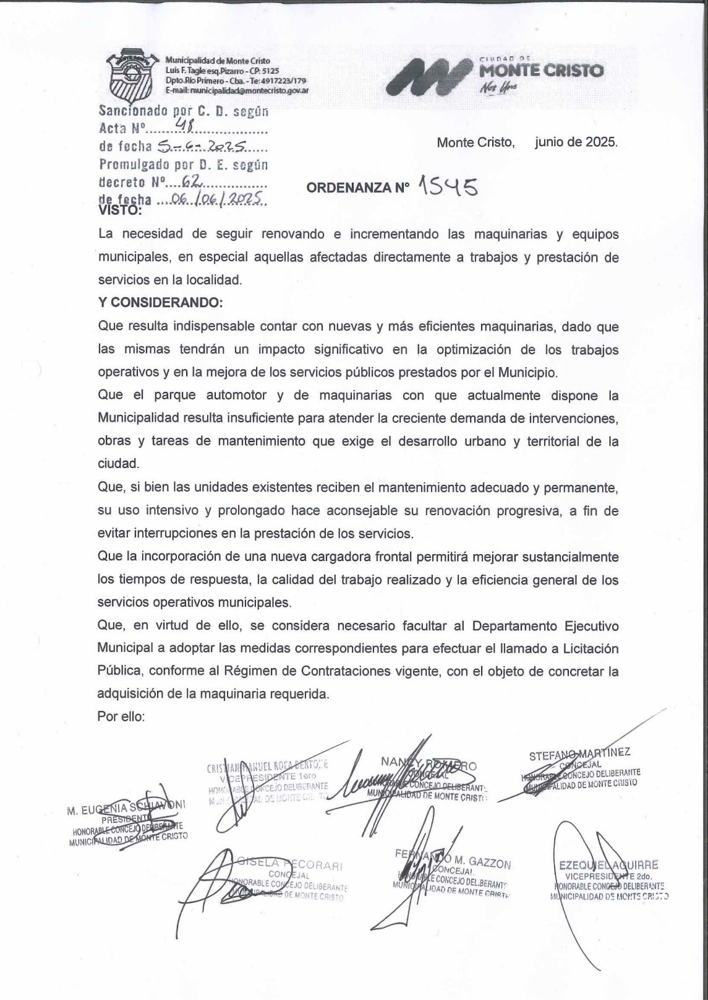 Municipalidad de Monte Cristo
Luis F. Tagle esq.Pizarro - CP: 5125
Dpto.Río Primero - Cba. - Te: 4917223/179
E-mail: municipalidad@montecristo.gov.ar
CIUDAD DE
MONTE CRISTO
Nos Une
Sancionado por C. D. según
Acta Nº..........48..................
de fecha 5-6-2025......
Promulgado por D. E. según
decreto Nº....62................
de fecha ....06/06/2025..
Monte Cristo, junio de 2025.
ORDENANZA Nº 1545
VISTO:
La necesidad de seguir renovando e incrementando las maquinarias y equipos
municipales, en especial aquellas afectadas directamente a trabajos y prestación de
servicios en la localidad.
Y CONSIDERANDO:
Que resulta indispensable contar con nuevas y más eficientes maquinarias, dado que
las mismas tendrán un impacto significativo en la optimización de los trabajos
operativos y en la mejora de los servicios públicos prestados por el Municipio.
Que el parque automotor y de maquinarias con que actualmente dispone la
Municipalidad resulta insuficiente para atender la creciente demanda de intervenciones,
obras y tareas de mantenimiento que exige el desarrollo urbano y territorial de la
ciudad.
Que, si bien las unidades existentes reciben el mantenimiento adecuado y permanente,
su uso intensivo y prolongado hace aconsejable su renovación progresiva, a fin de
evitar interrupciones en la prestación de los servicios.
Que la incorporación de una nueva cargadora frontal permitirá mejorar sustancialmente
los tiempos de respuesta, la calidad del trabajo realizado y la eficiencia general de los
servicios operativos municipales.
Que, en virtud de ello, se considera necesario facultar al Departamento Ejecutivo
Municipal a adoptar las medidas correspondientes para efectuar el llamado a Licitación
Pública, conforme al Régimen de Contrataciones vigente, con el objeto de concretar la
adquisición de la maquinaria requerida.
Por ello:
CRISTIAN MANUEL ROCA BERTONE
VICEPRESIDENTE 1ero
HONORABLE CONCEJO DELIBERANTE
MUNICIPALIDAD DE MONTE CRISTO
NANCY ROMERO
CONCEJAL
HONORABLE CONCEJO DELIBERANTE
MUNICIPALIDAD DE MONTE CRISTO
STEFANO MARTINEZ
CONCEJAL
HONORABLE CONCEJO DELIBERANTE
MUNICIPALIDAD DE MONTE CRISTO
M. EUGENIA SCHIAVONI
PRESIDENTE
HONORABLE CONCEJO DELIBERANTE
MUNICIPALIDAD DE MONTE CRISTO
GISELA PECORARI
CONCEJAL
HONORABLE CONCEJO DELIBERANTE
MUNICIPALIDAD DE MONTE CRISTO
FERNANDO M. GAZZON
CONCEJAL
HONORABLE CONCEJO DELIBERANTE
MUNICIPALIDAD DE MONTE CRISTO
EZEQUIEL AGUIRRE
VICEPRESIDENTE 2do.
HONORABLE CONCEJO DELIBERANTE
MUNICIPALIDAD DE MONTE CRISTO